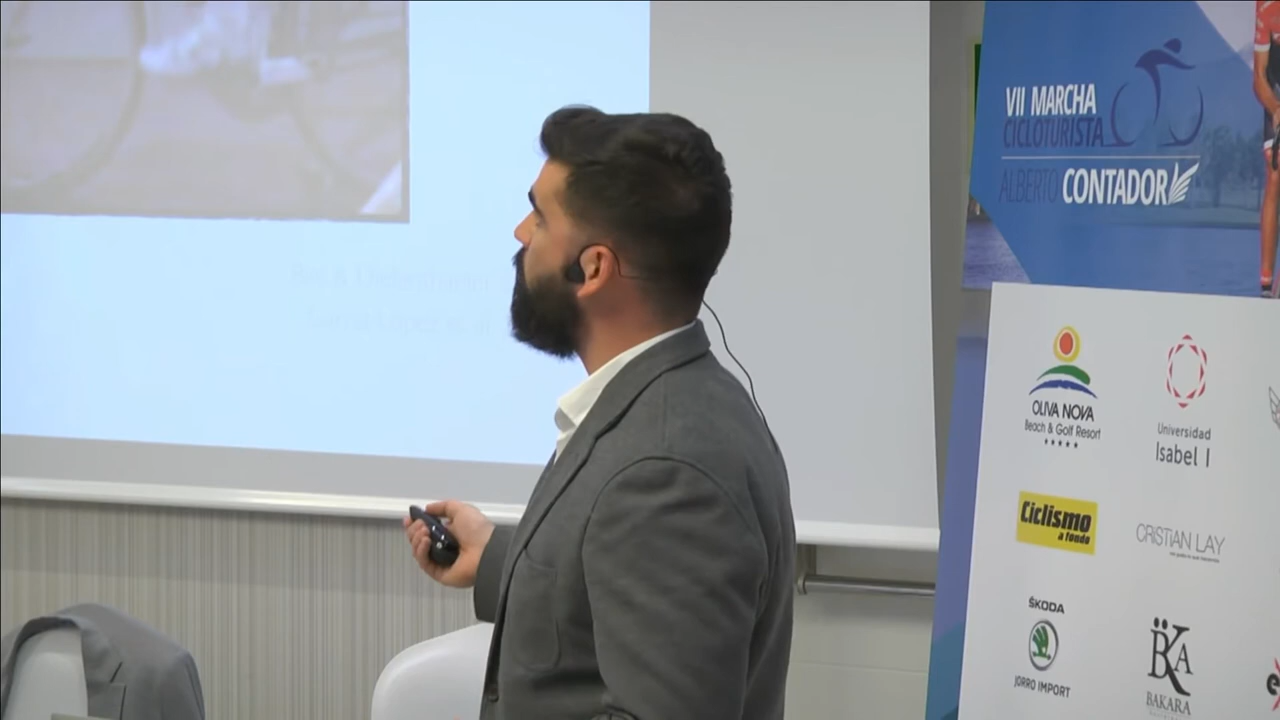 VII MARCHA
CICLOTURISTA
ALBERTO CONTADOR
OLIVA NOVA
Beach & Golf Resort
Universidad
Isabel I
Ciclismo
a fondo
CRISTIAN LAY
ŠKODA
JORRO IMPORT
BKA
BAKARA